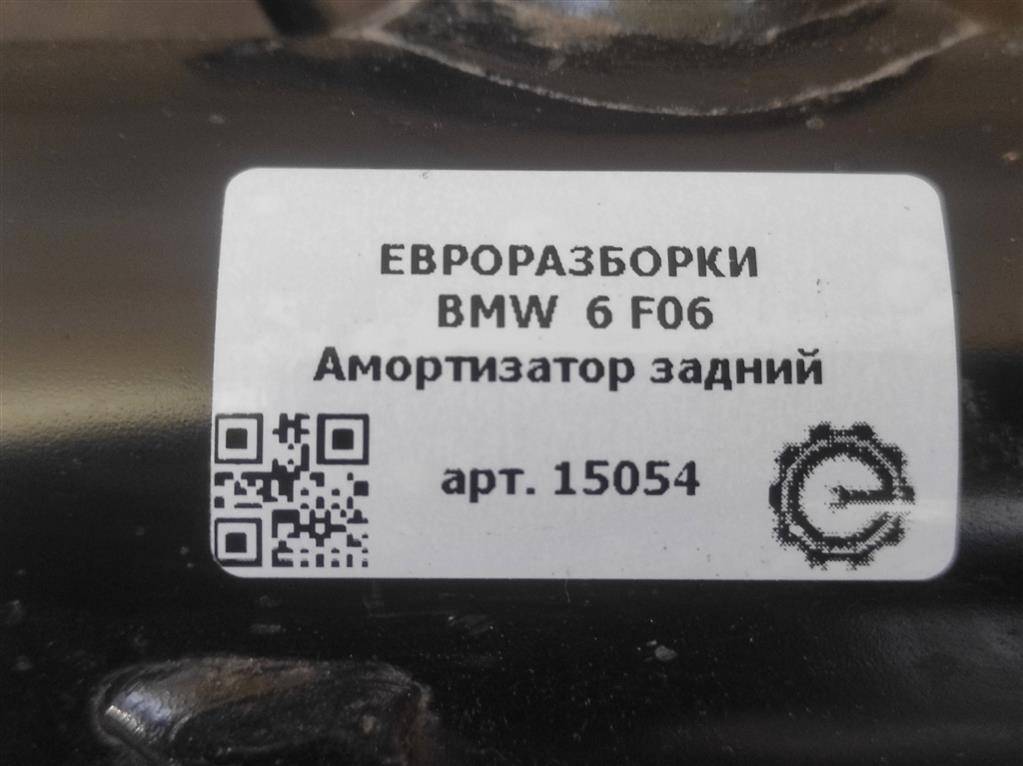 ЕВРОРАЗБОРКИ
BMW 6 F06
Амортизатор задний
арт. 15054